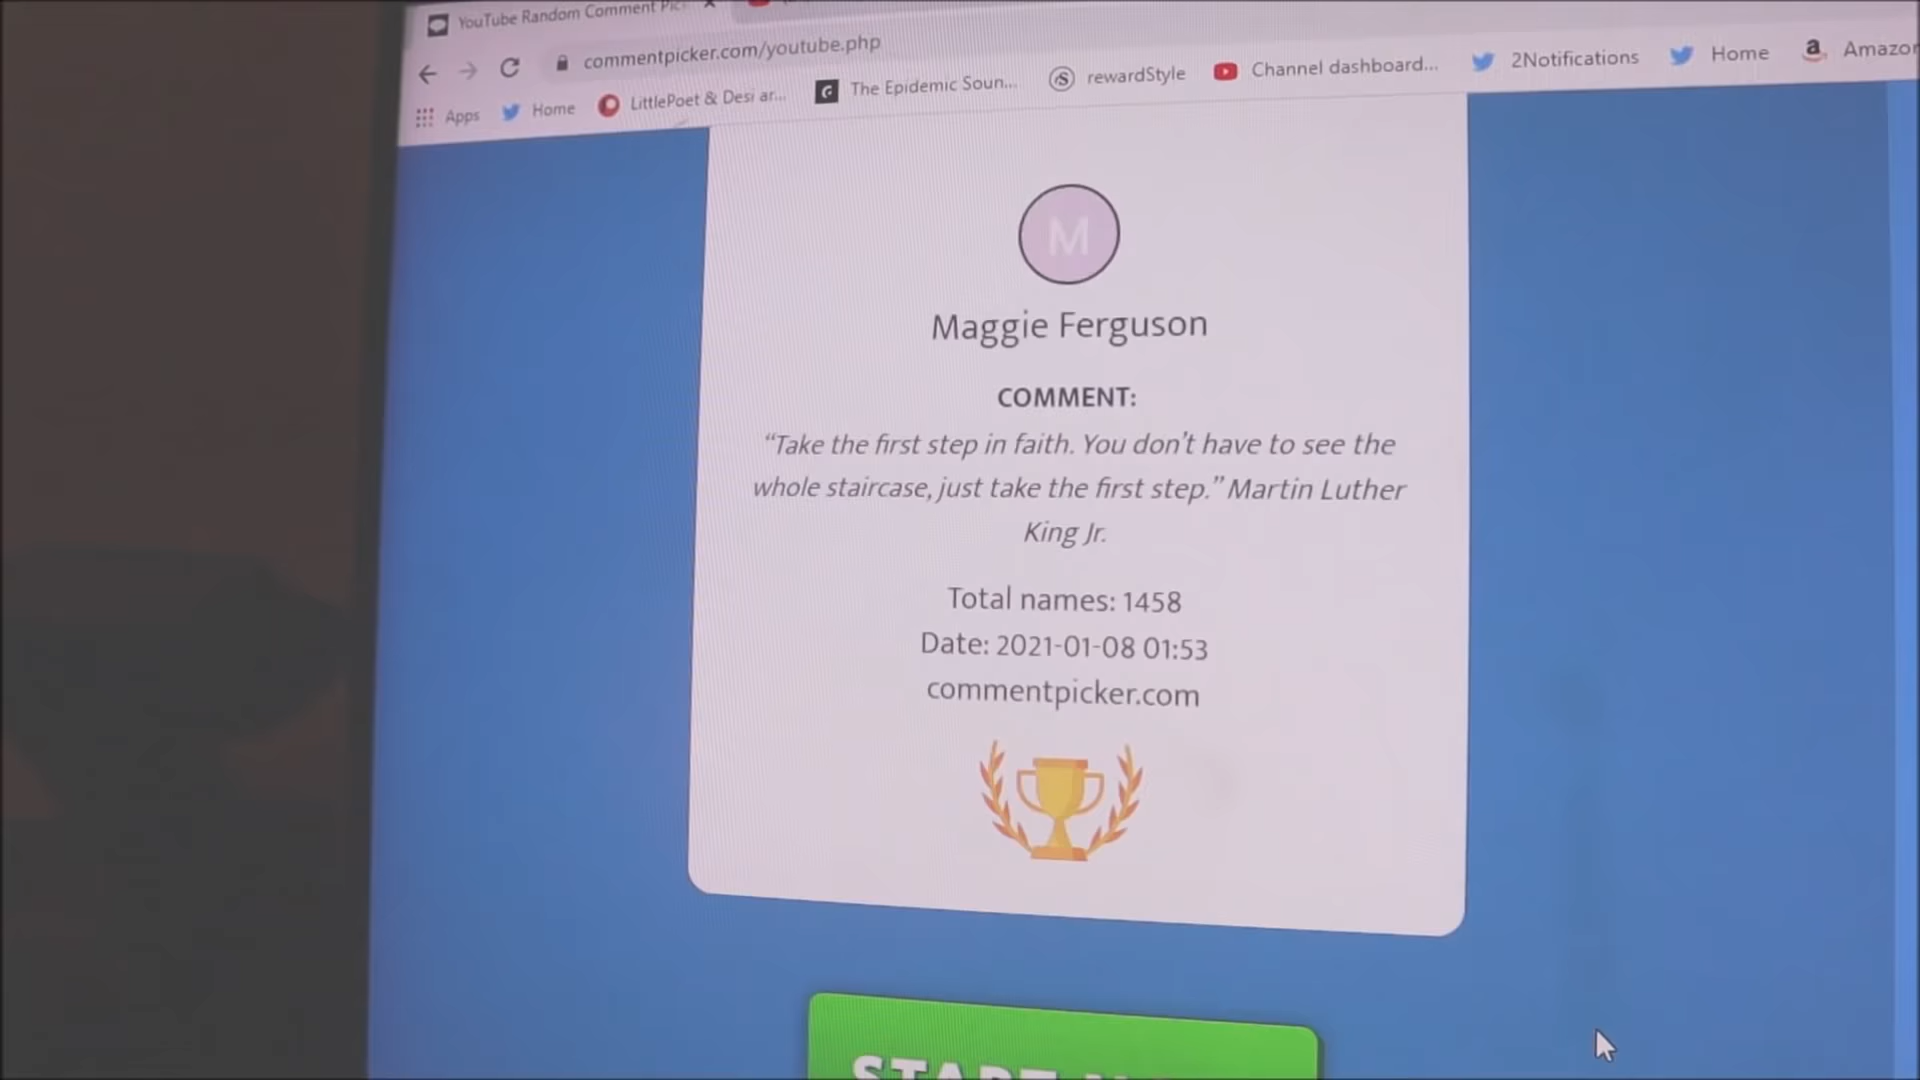 YouTube Random Comment Pic
commentpicker.com/youtube.php
Apps Home LittlePoet & Desi ar... The Epidemic Soun... rewardStyle Channel dashboard... 2Notifications Home Amazon
M
Maggie Ferguson
COMMENT:
“Take the first step in faith. You don’t have to see the
whole staircase, just take the first step.” Martin Luther
King Jr.
Total names: 1458
Date: 2021-01-08 01:53
commentpicker.com
START